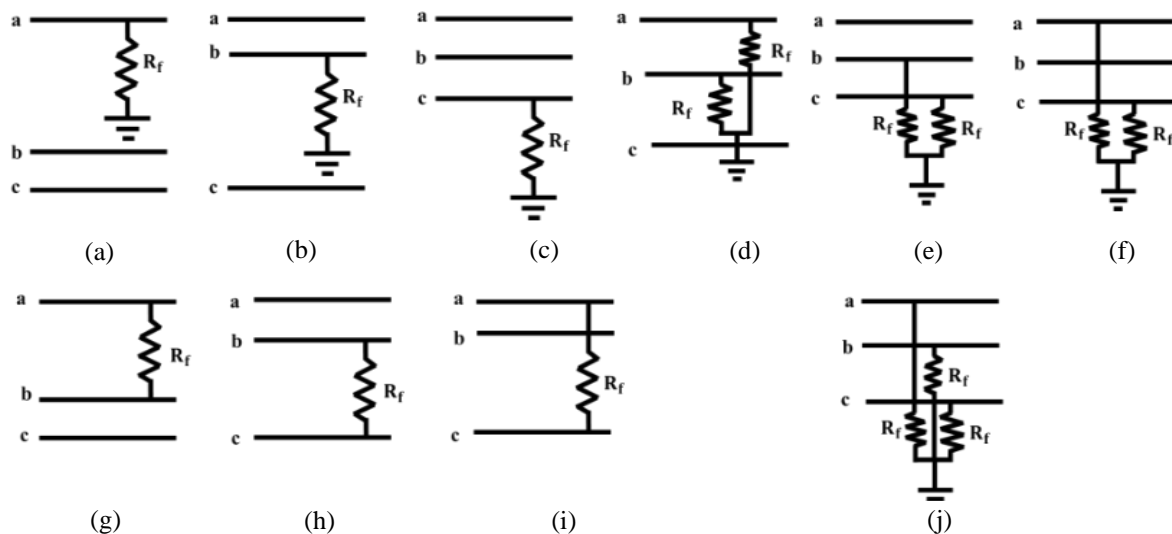 a R_f b c
a b R_f c
a b c R_f
a R_f b R_f c
a b c R_f R_f
a b c R_f R_f
(a) (b) (c) (d) (e) (f)
a R_f b c
a b R_f c
a b R_f c
a b R_f c R_f R_f
(g) (h) (i) (j)